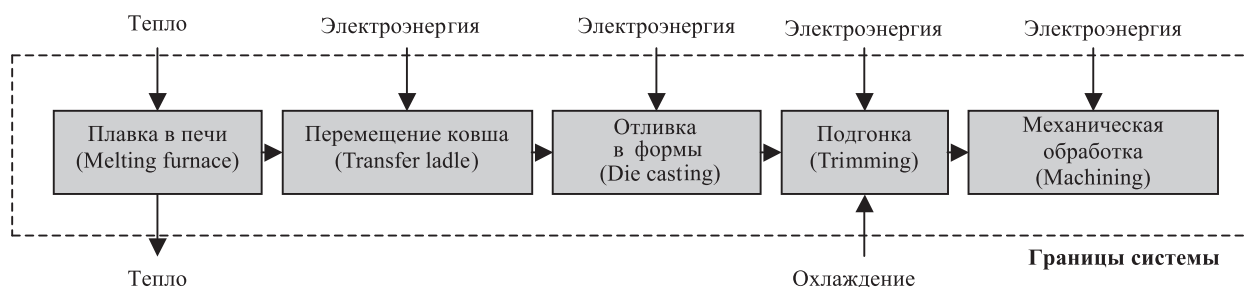 Тепло
Электроэнергия
Электроэнергия
Электроэнергия
Электроэнергия
Плавка в печи
(Melting furnace)
Перемещение ковша
(Transfer ladle)
Отливка
в формы
(Die casting)
Подгонка
(Trimming)
Механическая
обработка
(Machining)
Границы системы
Тепло
Охлаждение